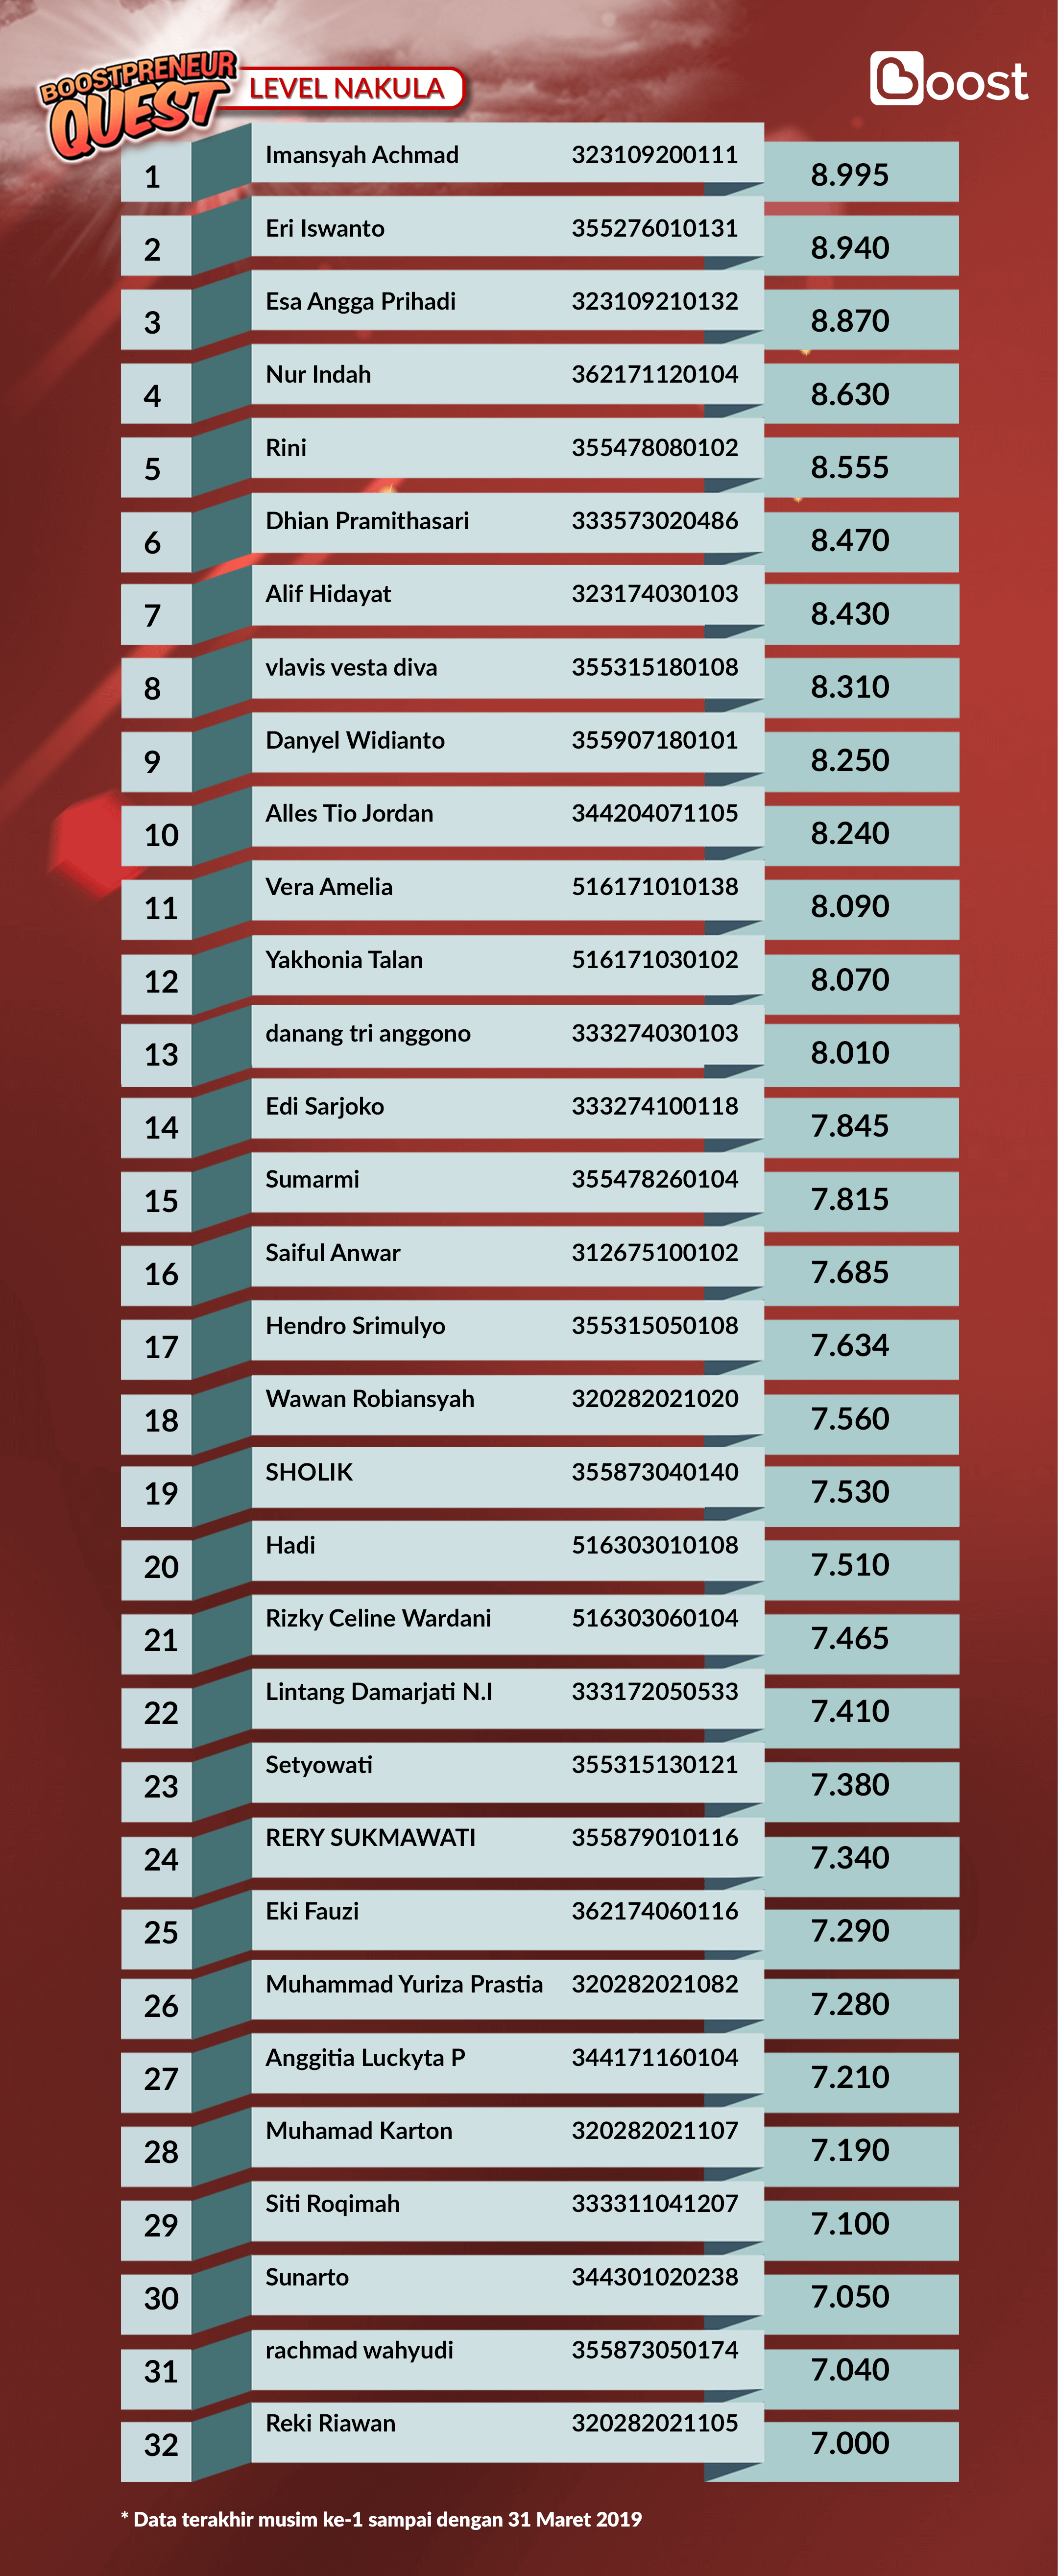 BOOSTPRENEUR
QUEST
LEVEL NAKULA
boost
1 Imansyah Achmad 323109200111 8.995
2 Eri Iswanto 355276010131 8.940
3 Esa Angga Prihadi 323109210132 8.870
4 Nur Indah 362171120104 8.630
5 Rini 355478080102 8.555
6 Dhian Pramithasari 333573020486 8.470
7 Alif Hidayat 323174030103 8.430
8 vlavis vesta diva 355315180108 8.310
9 Danyel Widianto 355907180101 8.250
10 Alles Tio Jordan 344204071105 8.240
11 Vera Amelia 516171010138 8.090
12 Yakhonia Talan 516171030102 8.070
13 danang tri anggono 333274030103 8.010
14 Edi Sarjoko 333274100118 7.845
15 Sumarmi 355478260104 7.815
16 Saiful Anwar 312675100102 7.685
17 Hendro Srimulyo 355315050108 7.634
18 Wawan Robiansyah 320282021020 7.560
19 SHOLIK 355873040140 7.530
20 Hadi 516303010108 7.510
21 Rizky Celine Wardani 516303060104 7.465
22 Lintang Damarjati N.I 333172050533 7.410
23 Setyowati 355315130121 7.380
24 RERY SUKMAWATI 355879010116 7.340
25 Eki Fauzi 362174060116 7.290
26 Muhammad Yuriza Prastia 320282021082 7.280
27 Anggitia Luckyta P 344171160104 7.210
28 Muhamad Karton 320282021107 7.190
29 Siti Roqimah 333311041207 7.100
30 Sunarto 344301020238 7.050
31 rachmad wahyudi 355873050174 7.040
32 Reki Riawan 320282021105 7.000
* Data terakhir musim ke-1 sampai dengan 31 Maret 2019